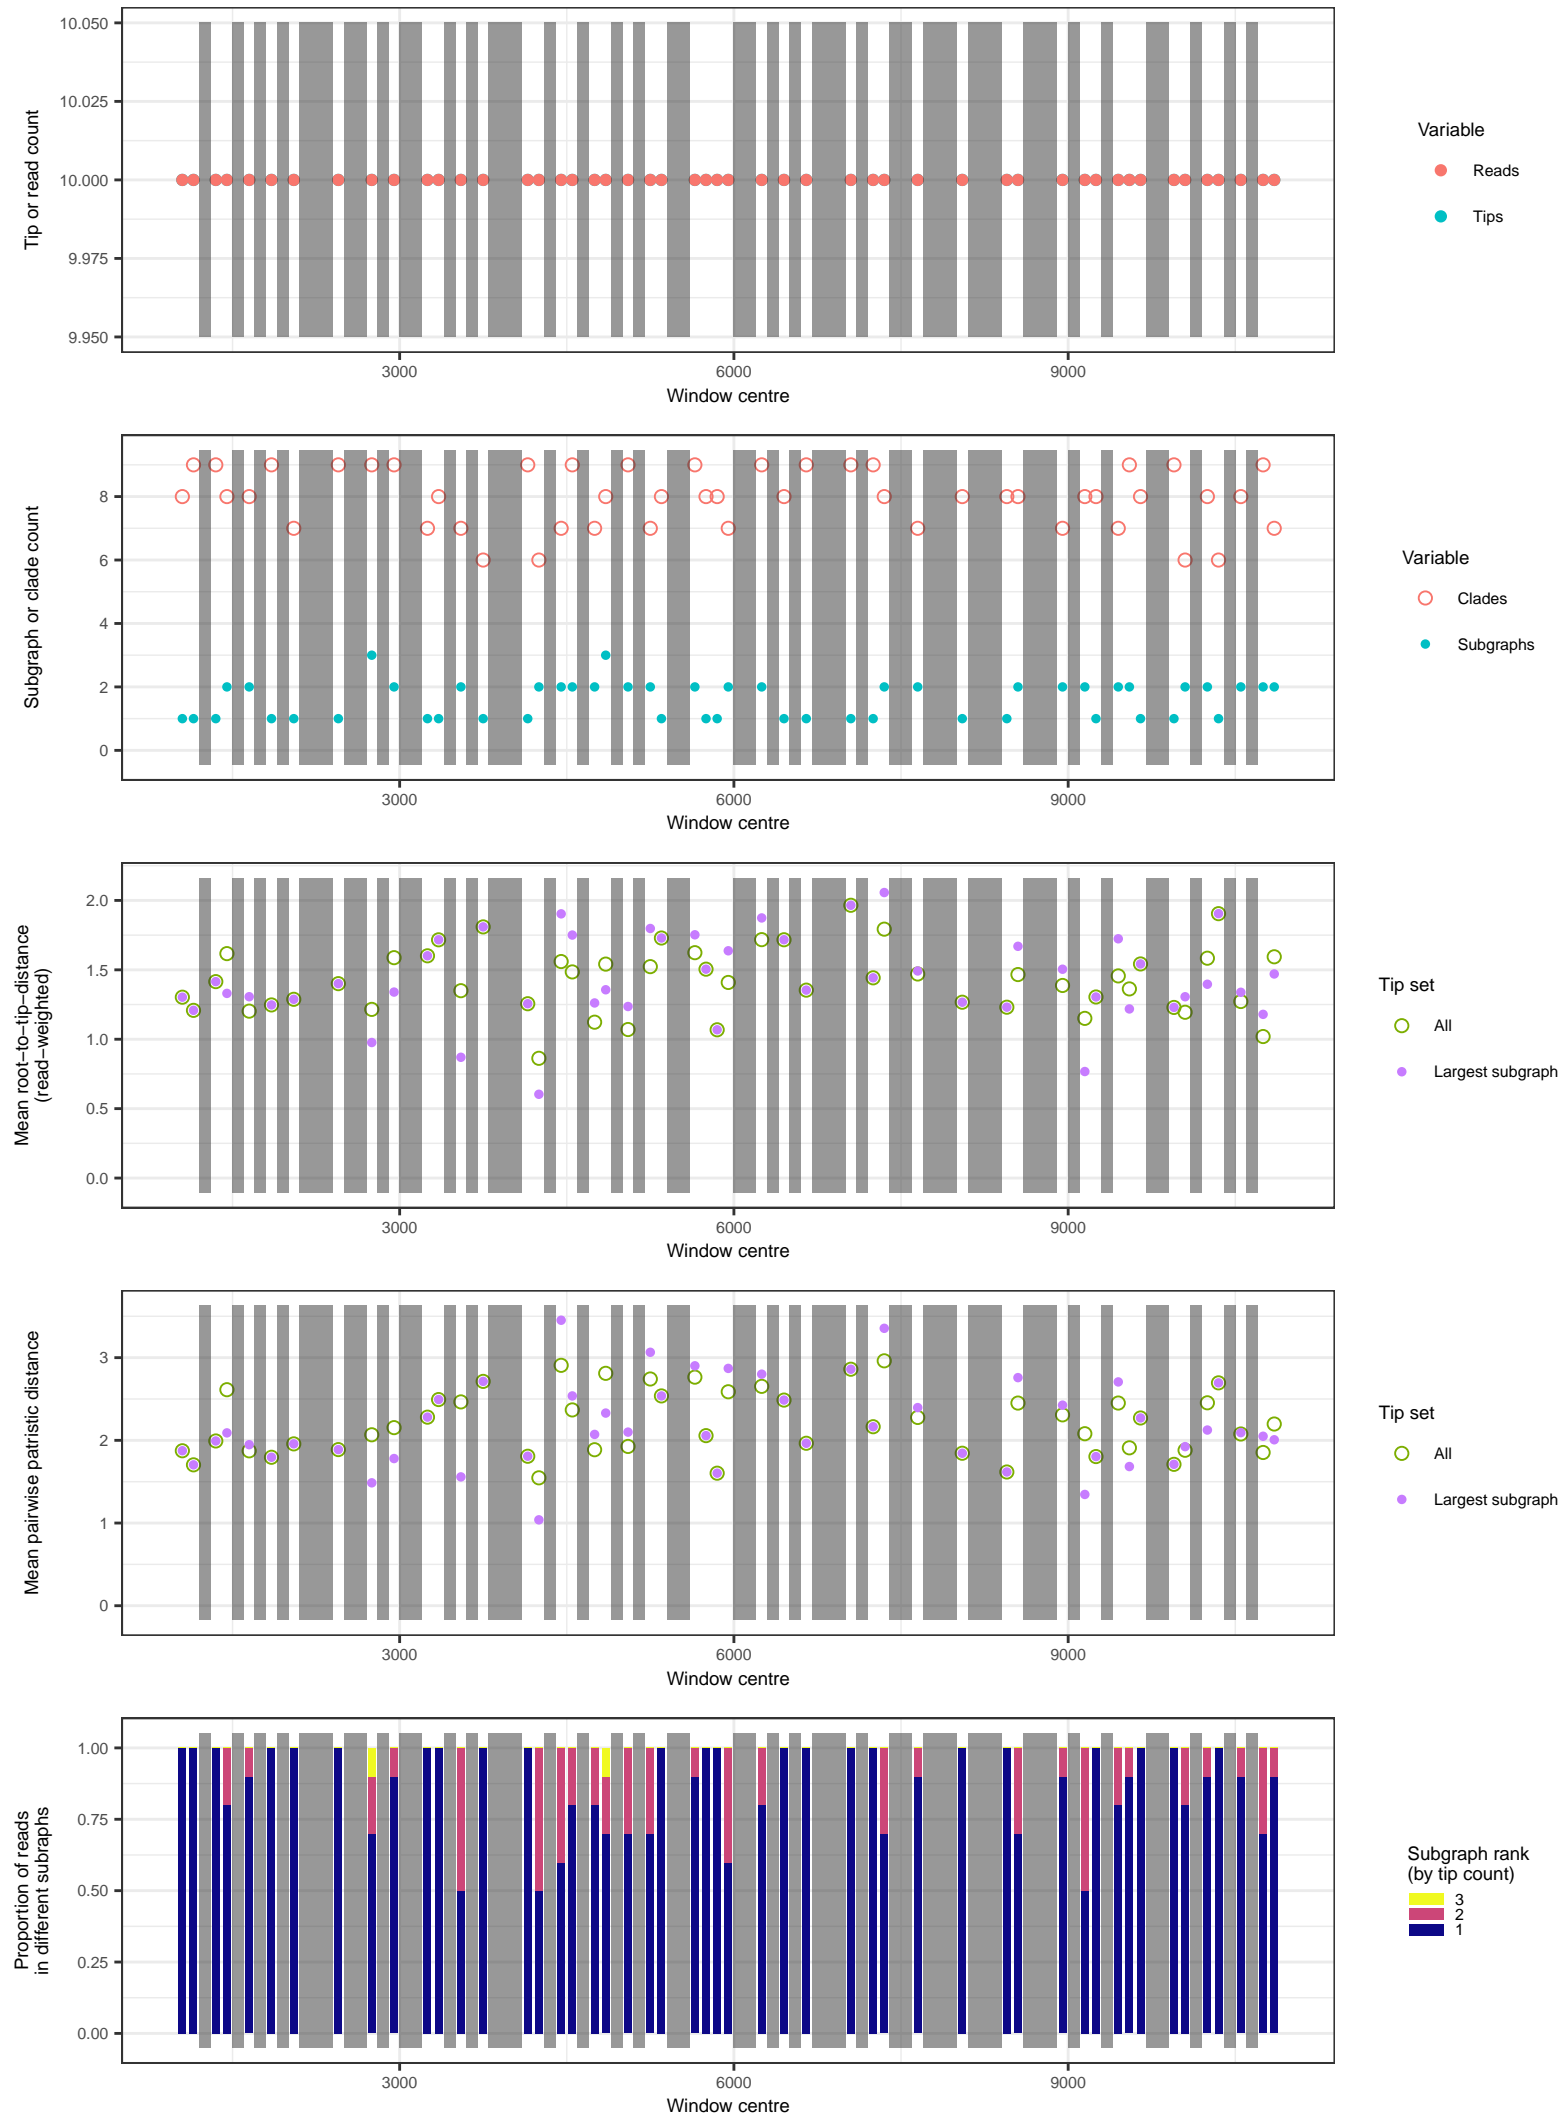 10.050
10.025
10.000
9.975
9.950
Tip or read count
3000 6000 9000
Window centre
Variable
Reads
Tips
8
6
4
2
0
Subgraph or clade count
3000 6000 9000
Window centre
Variable
Clades
Subgraphs
2.0
1.5
1.0
0.5
0.0
Mean root−to−tip−distance
(read−weighted)
3000 6000 9000
Window centre
Tip set
All
Largest subgraph
3
2
1
0
Mean pairwise patristic distance
3000 6000 9000
Window centre
Tip set
All
Largest subgraph
1.00
0.75
0.50
0.25
0.00
Proportion of reads
in different subraphs
3000 6000 9000
Window centre
Subgraph rank
(by tip count)
3
2
1